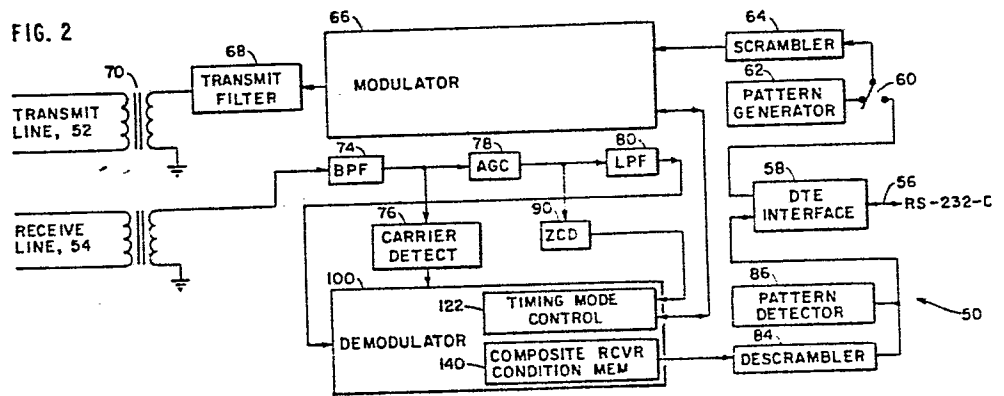 FIG. 2
66
64
SCRAMBLER
68
TRANSMIT
FILTER
70
MODULATOR
62
PATTERN
GENERATOR
60
TRANSMIT
LINE, 52
74
BPF
78
AGC
80
LPF
58
DTE
INTERFACE
56
RS-232-C
RECEIVE
LINE, 54
76
CARRIER
DETECT
90
ZCD
100
DEMODULATOR
122
TIMING MODE
CONTROL
140
COMPOSITE RCVR
CONDITION MEM
86
PATTERN
DETECTOR
84
DESCRAMBLER
50